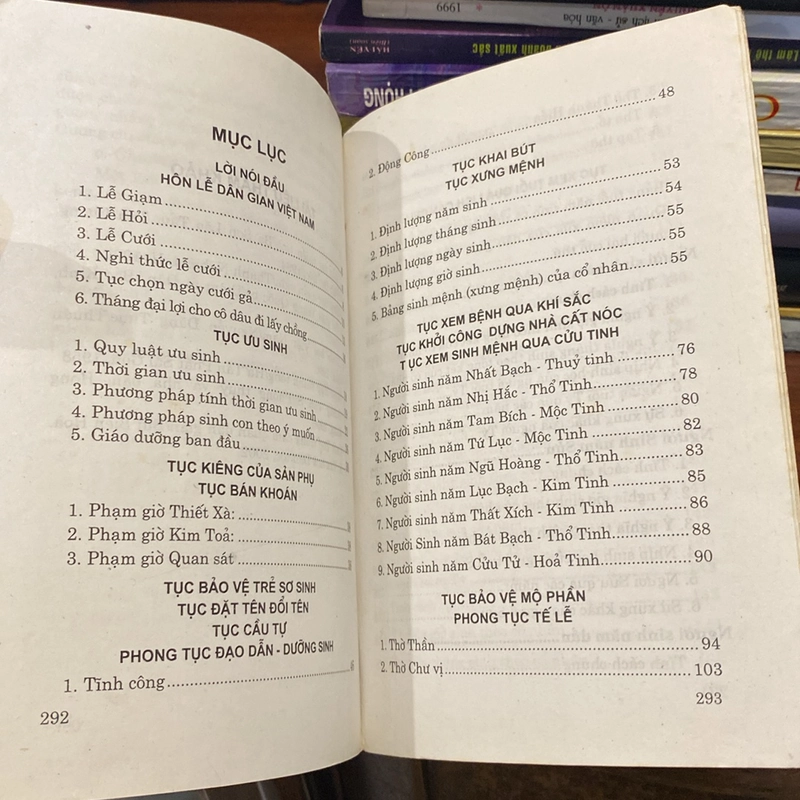 MỤC LỤC
LỜI NÓI ĐẦU
HÔN LỄ DÂN GIAN VIỆT NAM
1. Lễ Giạm
2. Lễ Hỏi
3. Lễ Cưới
4. Nghi thức lễ cưới
5. Tục chọn ngày cưới gả
6. Tháng đại lợi cho cô dâu đi lấy chồng
TỤC ƯU SINH
1. Quy luật ưu sinh
2. Thời gian ưu sinh
3. Phương pháp tính thời gian ưu sinh
4. Phương pháp sinh con theo ý muốn
5. Giáo dưỡng ban đầu
TỤC KIÊNG CỦA SẢN PHỤ
TỤC BÁN KHOÁN
1. Phạm giờ Thiết Xà:
2. Phạm giờ Kim Toả:
3. Phạm giờ Quan sát
TỤC BẢO VỆ TRẺ SƠ SINH
TỤC ĐẶT TÊN ĐỔI TÊN
TỤC CẦU TỰ
PHONG TỤC ĐẠO DẪN - DƯỠNG SINH
1. Tĩnh công
292
2. Động Công 48
TỤC KHAI BÚT
TỤC XƯNG MỆNH
1. Định lượng năm sinh 53
2. Định lượng tháng sinh 54
3. Định lượng ngày sinh 55
4. Định lượng giờ sinh 55
5. Bảng sinh mệnh (xưng mệnh) của cổ nhân 55
TỤC XEM BỆNH QUA KHÍ SẮC
TỤC KHỞI CÔNG DỰNG NHÀ CẤT NÓC
TỤC XEM SINH MỆNH QUA CỬU TINH
1. Người sinh năm Nhất Bạch - Thuỷ tinh 76
2. Người sinh năm Nhị Hắc - Thổ Tinh 78
3. Người sinh năm Tam Bích - Mộc Tinh 80
4. Người sinh năm Tứ Lục - Mộc Tinh 82
5. Người sinh năm Ngũ Hoàng - Thổ Tinh 83
6. Người sinh năm Lục Bạch - Kim Tinh 85
7. Người sinh năm Thất Xích - Kim Tinh 86
8. Người Sinh năm Bát Bạch - Thổ Tinh 88
9. Người sinh năm Cửu Tử - Hoả Tinh 90
TỤC BẢO VỆ MỘ PHẦN
PHONG TỤC TẾ LỄ
1. Thờ Thần 94
2. Thờ Chư vị 103
293
HẢI YẾN
doanh xuất sắc
lịch sử - văn hóa
Làm thế